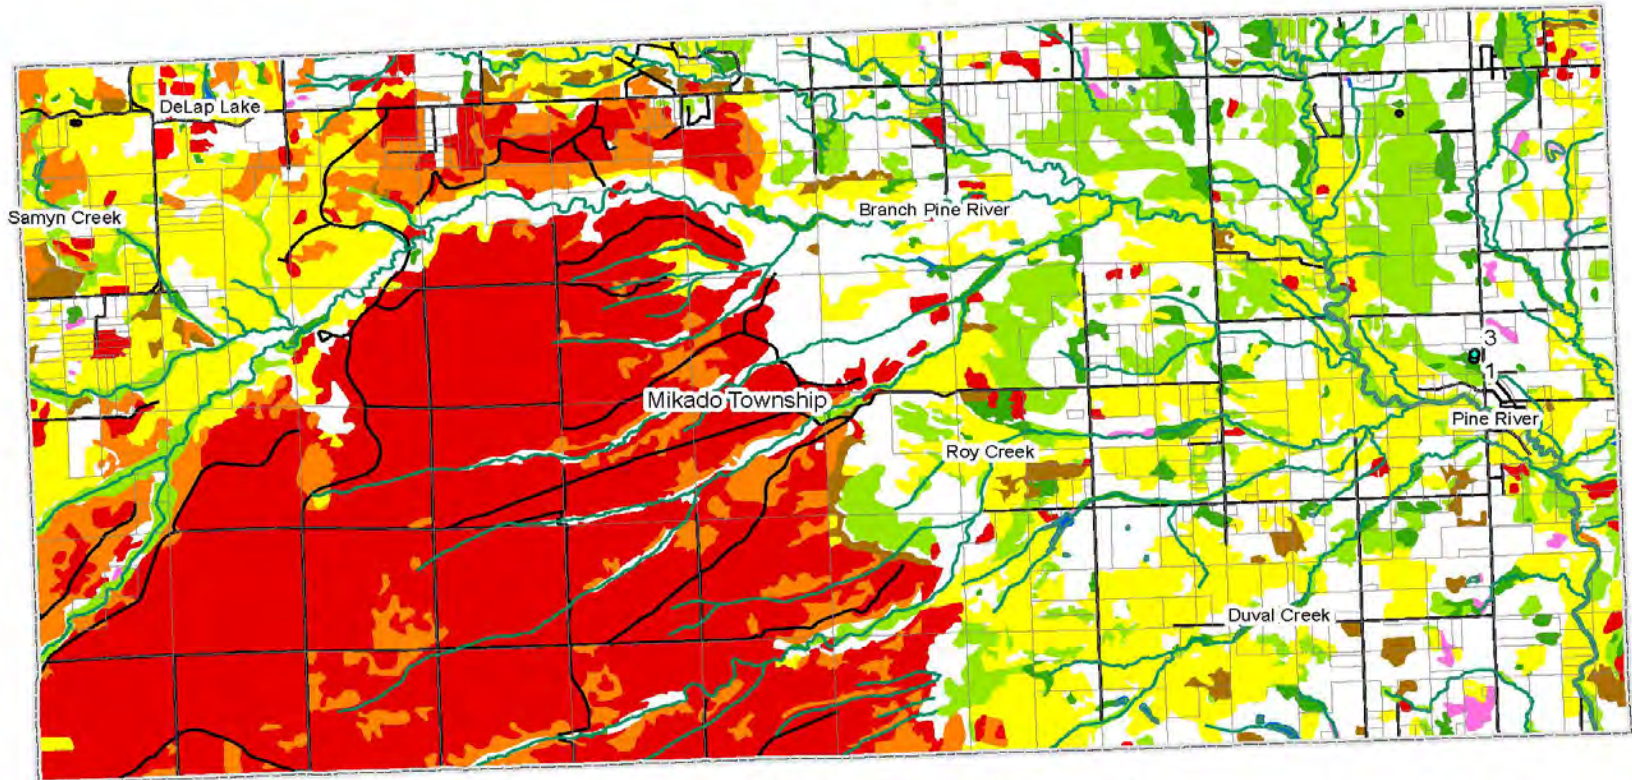 DeLap Lake
Samyn Creek
Branch Pine River
3
1
Mikado Township
Pine River
Roy Creek
Duval Creek